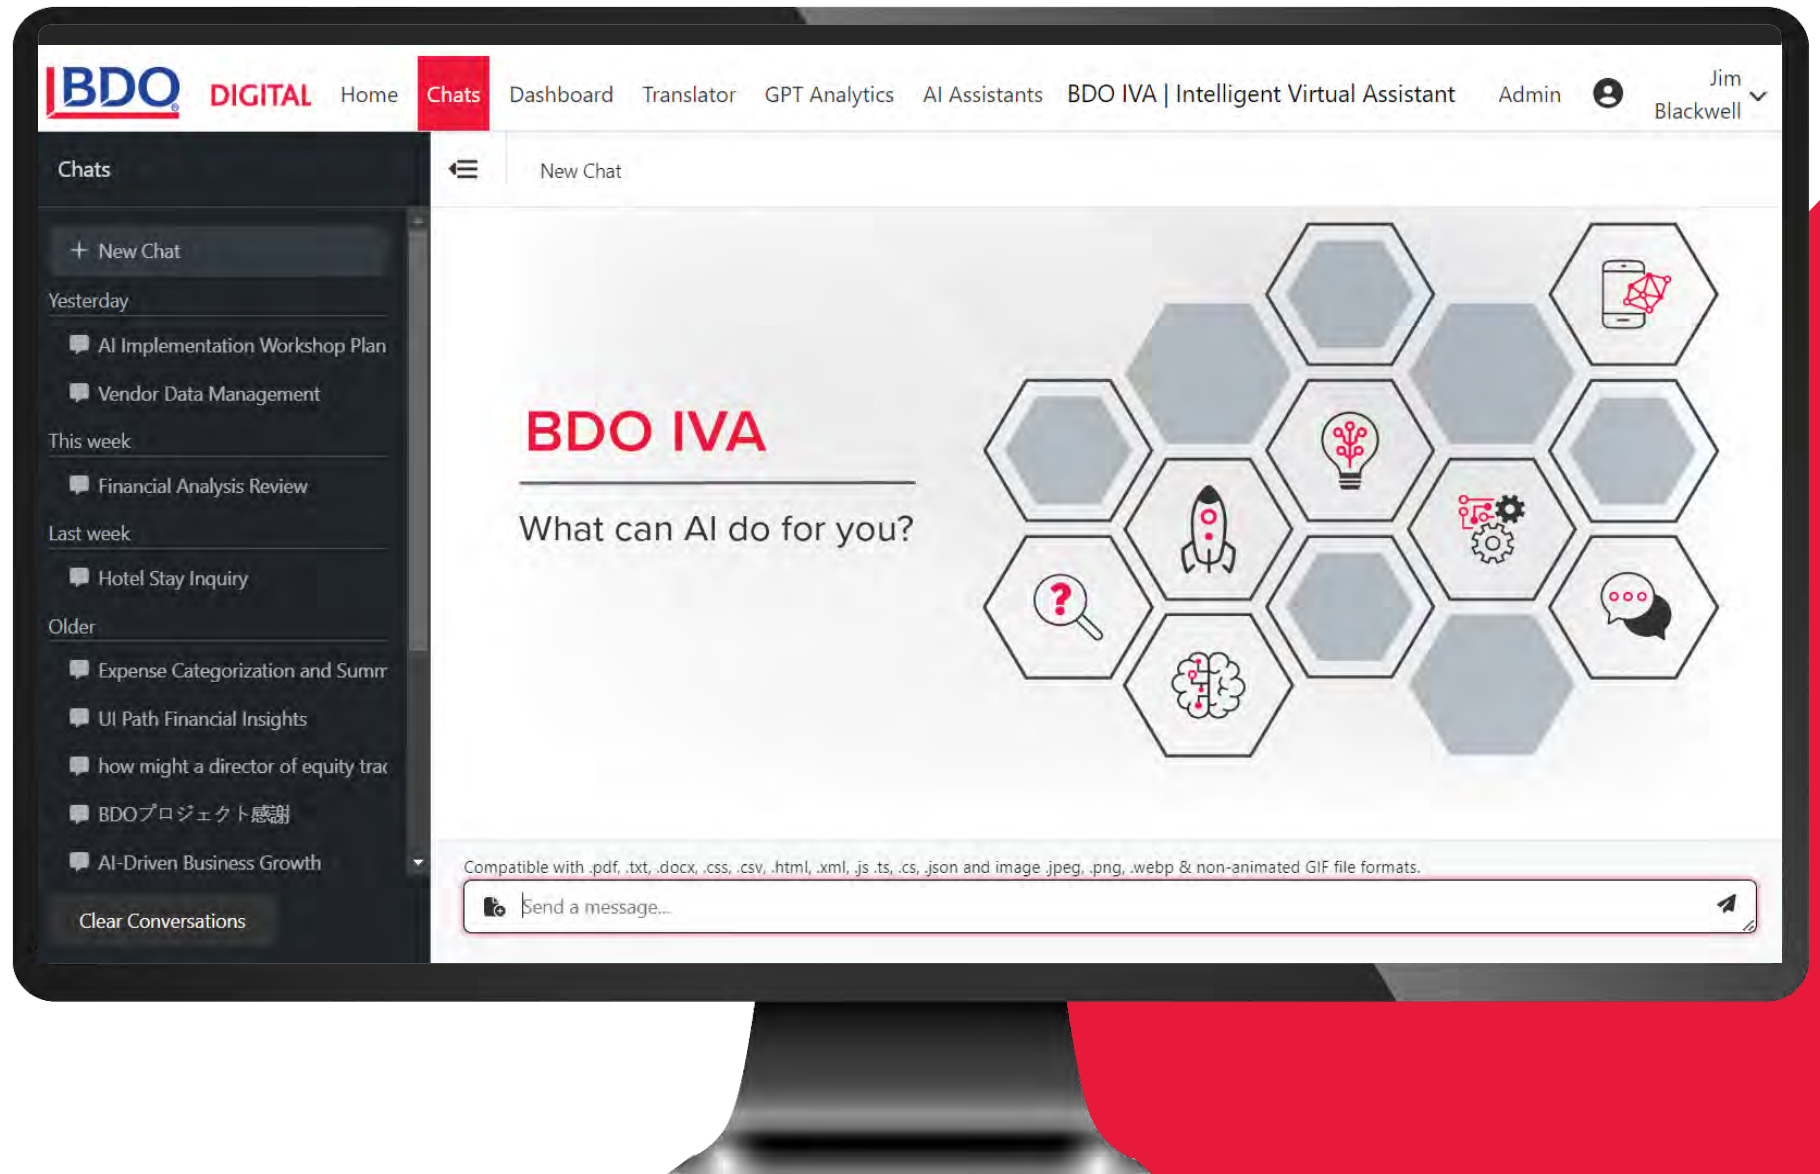 BDO DIGITAL Home Chats Dashboard Translator GPT Analytics AI Assistants BDO IVA | Intelligent Virtual Assistant Admin Jim Blackwell
Chats
New Chat
+ New Chat
Yesterday
AI Implementation Workshop Plan
Vendor Data Management
This week
Financial Analysis Review
Last week
Hotel Stay Inquiry
Older
Expense Categorization and Summ
UI Path Financial Insights
how might a director of equity trac
BDOプロジェクト感謝
AI-Driven Business Growth
Clear Conversations
BDO IVA
What can AI do for you?
?
Compatible with .pdf, .txt, .docx, .css, .csv, .html, .xml, .js .ts, .cs, .json and image .jpeg, .png, .webp & non-animated GIF file formats.
Send a message...